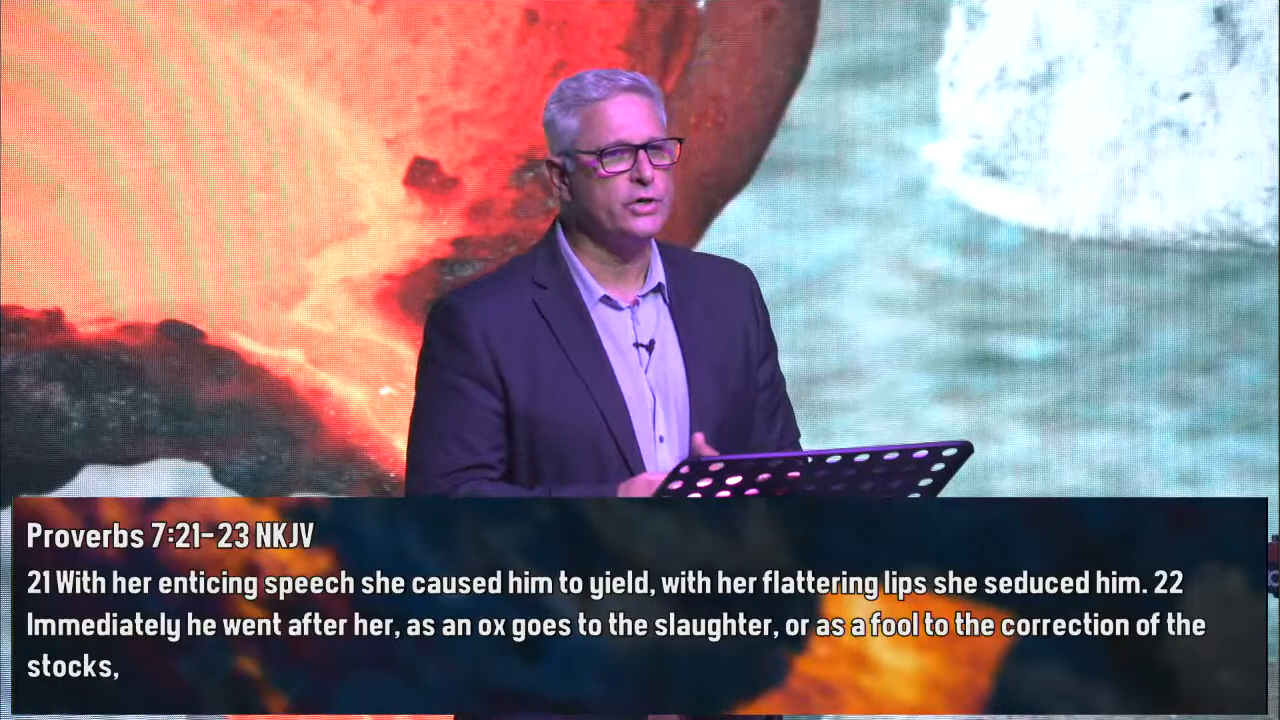 Proverbs 7:21-23 NKJV
21 With her enticing speech she caused him to yield, with her flattering lips she seduced him. 22
Immediately he went after her, as an ox goes to the slaughter, or as a fool to the correction of the
stocks,